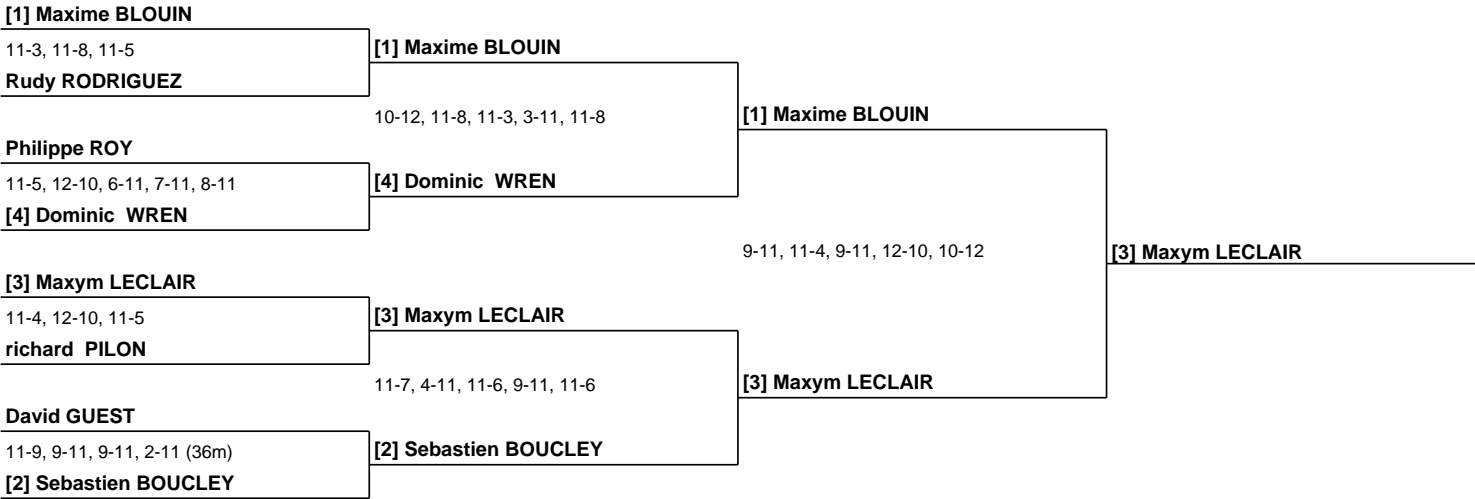 [1] Maxime BLOUIN
11-3, 11-8, 11-5
Rudy RODRIGUEZ
Philippe ROY
11-5, 12-10, 6-11, 7-11, 8-11
[4] Dominic  WREN
[3] Maxym LECLAIR
11-4, 12-10, 11-5
richard  PILON
David GUEST
11-9, 9-11, 9-11, 2-11 (36m)
[2] Sebastien BOUCLEY
[1] Maxime BLOUIN
10-12, 11-8, 11-3, 3-11, 11-8
[4] Dominic  WREN
[3] Maxym LECLAIR
11-7, 4-11, 11-6, 9-11, 11-6
[2] Sebastien BOUCLEY
[1] Maxime BLOUIN
9-11, 11-4, 9-11, 12-10, 10-12
[3] Maxym LECLAIR
[3] Maxym LECLAIR